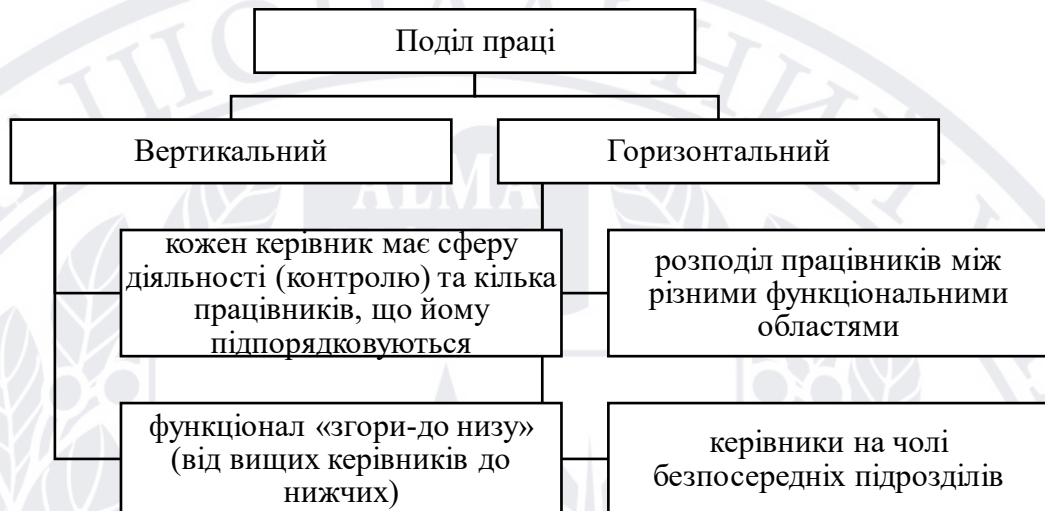 Поділ праці
Вертикальний
Горизонтальний
кожен керівник має сферу
діяльності (контролю) та кілька
працівників, що йому
підпорядковуються
розподіл працівників між
різними функціональними
областями
функціонал «згори-до низу»
(від вищих керівників до
нижчих)
керівники на чолі
безпосередніх підрозділів
ALMA